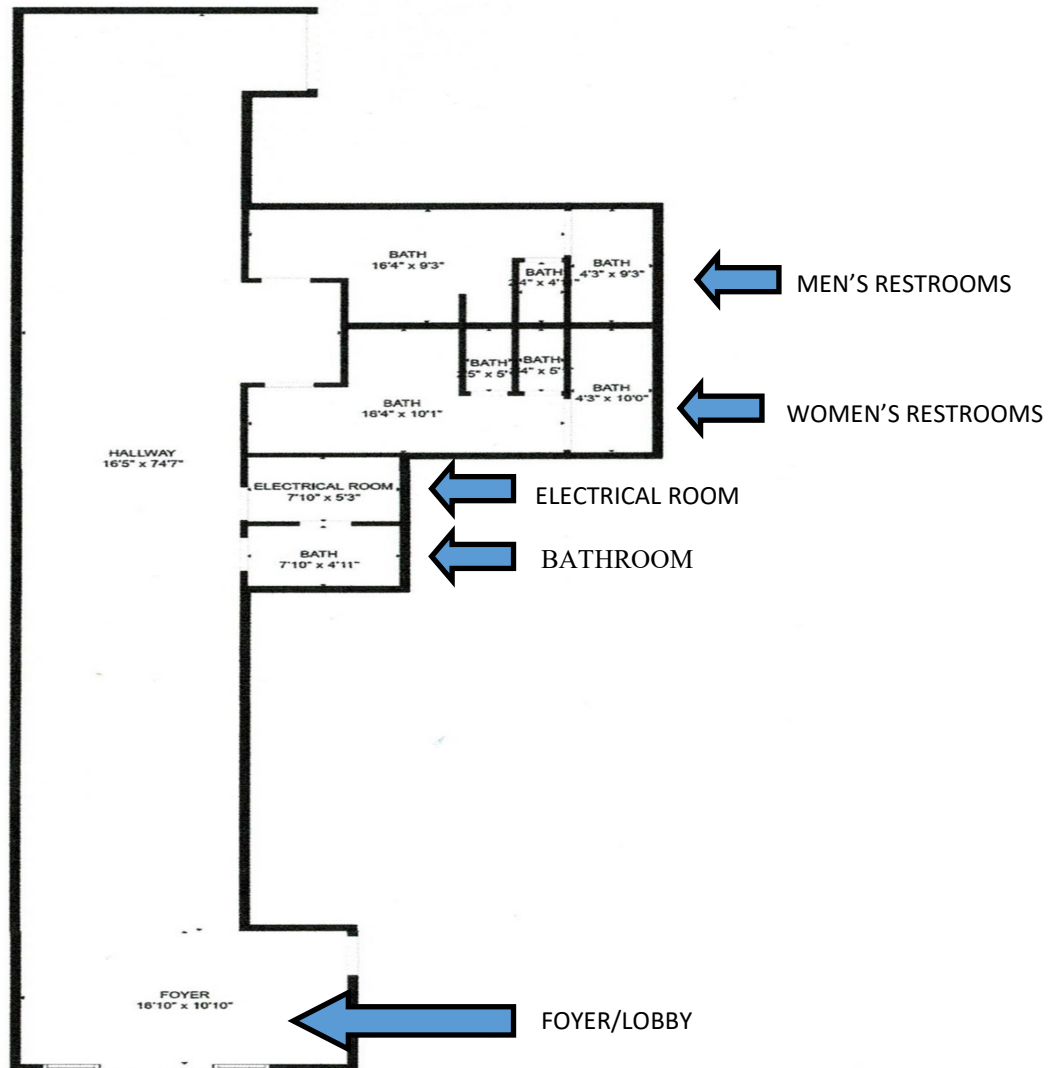 BATH
16'4" x 9'3"
BATH
4'3" x 9'3"
BATH
MEN'S RESTROOMS
BATH
BATH
BATH
16'4" x 10'1"
BATH
4'3" x 10'0"
WOMEN'S RESTROOMS
HALLWAY
16'5" x 74'7"
ELECTRICAL ROOM
7'10" x 5'3"
ELECTRICAL ROOM
BATH
7'10" x 4'11"
BATHROOM
FOYER
16'10" x 10'10"
FOYER/LOBBY